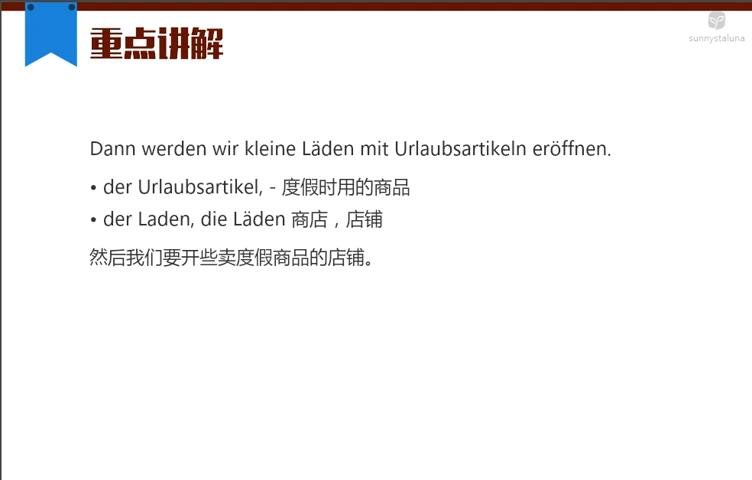 sunnystaluna
重点讲解
Dann werden wir kleine Läden mit Urlaubsartikeln eröffnen.
• der Urlaubsartikel, - 度假时用的商品
• der Laden, die Läden 商店，店铺
然后我们要开些卖度假商品的店铺。